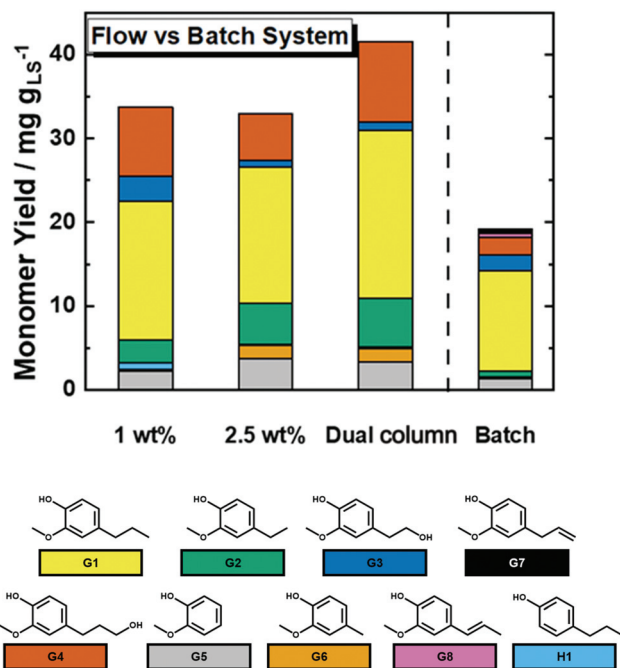 Flow vs Batch System
Monomer Yield / mg gLS-1
40
30
20
10
0
1 wt%
2.5 wt%
Dual column
Batch
HO
O
G1
HO
O
G2
HO
O
OH
G3
HO
O
G7
HO
O
OH
G4
HO
O
G5
HO
O
G6
HO
O
G8
HO
H1